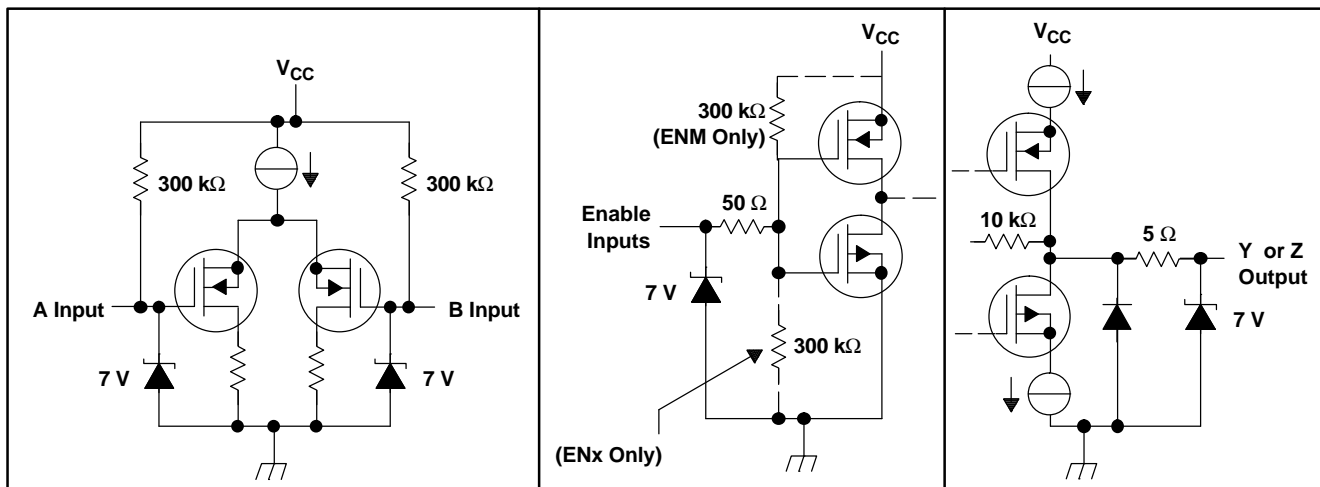 VCC
300 kΩ
300 kΩ
A Input
B Input
7 V
7 V
VCC
300 kΩ
(ENM Only)
50 Ω
Enable
Inputs
7 V
300 kΩ
(ENx Only)
VCC
10 kΩ
5 Ω
Y or Z
Output
7 V